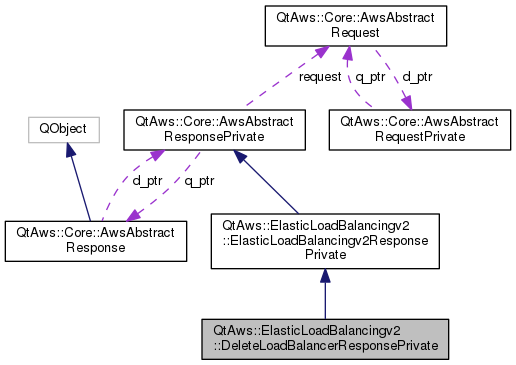 QtAws::Core::AwsAbstract
Request
request
q_ptr
d_ptr
QObject
QtAws::Core::AwsAbstract
ResponsePrivate
QtAws::Core::AwsAbstract
RequestPrivate
d_ptr
q_ptr
QtAws::Core::AwsAbstract
Response
QtAws::ElasticLoadBalancingv2
::ElasticLoadBalancingv2Response
Private
QtAws::ElasticLoadBalancingv2
::DeleteLoadBalancerResponsePrivate